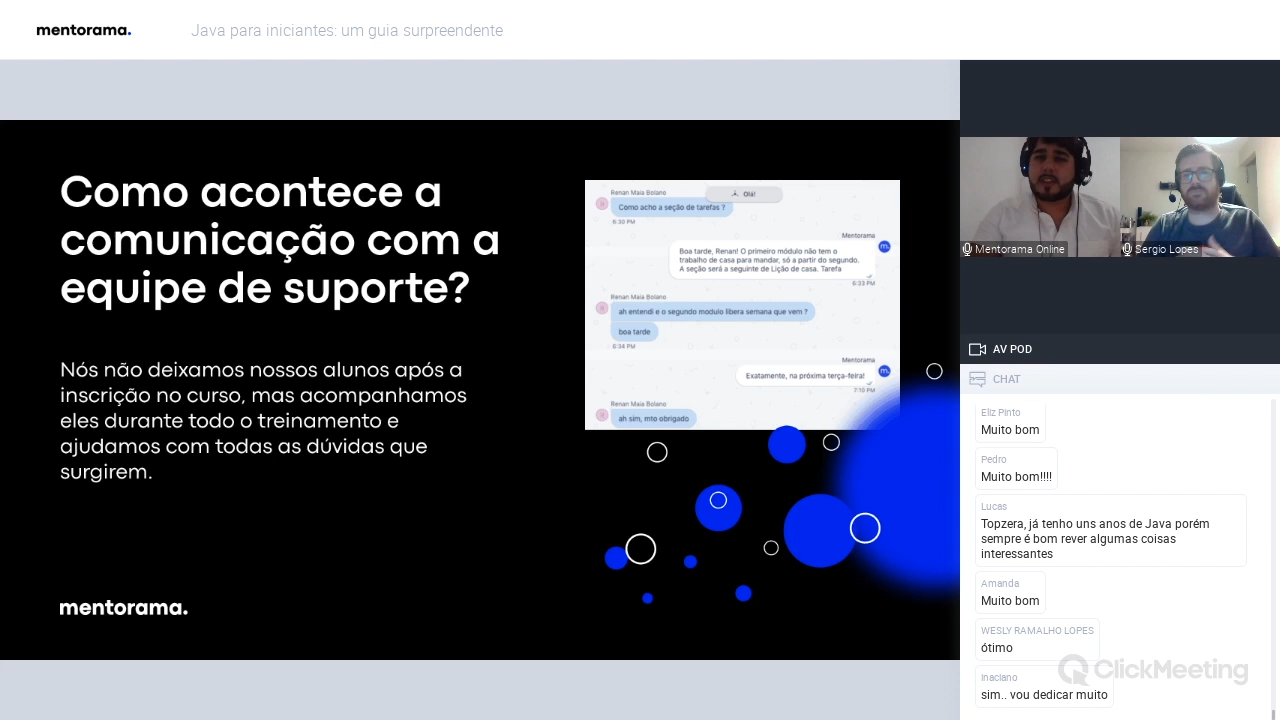 mentorama.
Java para iniciantes: um guia surpreendente
Como acontece a
comunicação com a
equipe de suporte?
Nós não deixamos nossos alunos após a
inscrição no curso, mas acompanhamos
eles durante todo o treinamento e
ajudamos com todas as dúvidas que
surgirem.
mentorama.
Renan Maia Bolano
Olá!
Como acho a seção de tarefas ?
6:30 PM
Mentorama
Boa tarde, Renan! O primeiro módulo não tem o
trabalho de casa para mandar, só a partir do segundo.
A seção será a seguinte de Lição de casa. Tarefa
m.
6:33 PM
Renan Maia Bolano
ah entendi e o segundo modulo libera semana que vem ?
boa tarde
6:34 PM
Mentorama
Exatamente, na próxima terça-feira!
m.
7:10 PM
Renan Maia Bolano
ah sim, mto obrigado
Mentorama Online
Sergio Lopes
AV POD
CHAT
Eliz Pinto
Muito bom
Pedro
Muito bom!!!!
Lucas
Topzera, já tenho uns anos de Java porém
sempre é bom rever algumas coisas
interessantes
Amanda
Muito bom
WESLY RAMALHO LOPES
ótimo
Inaciano
sim.. vou dedicar muito
ClickMeeting